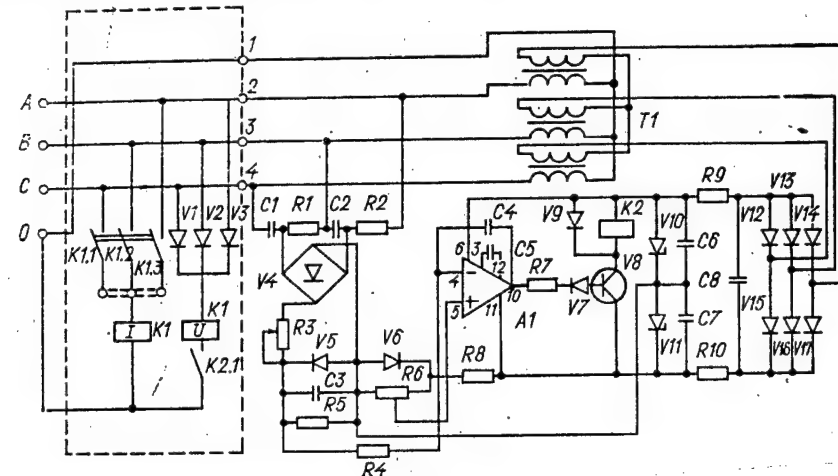 1
A 2 T1
B 3
C 4
0 C1 R1 C2 R2
V1 V2 V3
K1.1 K1.2 K1.3
V4
K1 K1
I U
K2.1
R3 V5 V6
C3 R6
R5
R4
C4
6 3 C5
4 − 12 R7
5 + 11 10
A1
R8
V9 K2
V8
V7
V10 C6
V11 C7
R9 V13
V12 V14
C8
V15
R10 V16 V17